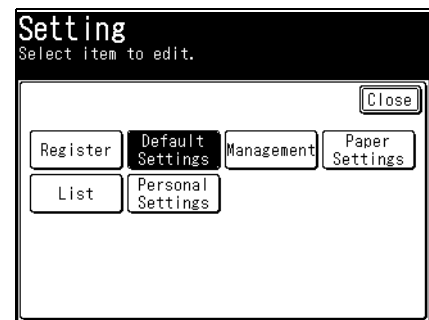 Setting
Select item to edit.
Close
Register
Default
Settings
Management
Paper
Settings
List
Personal
Settings